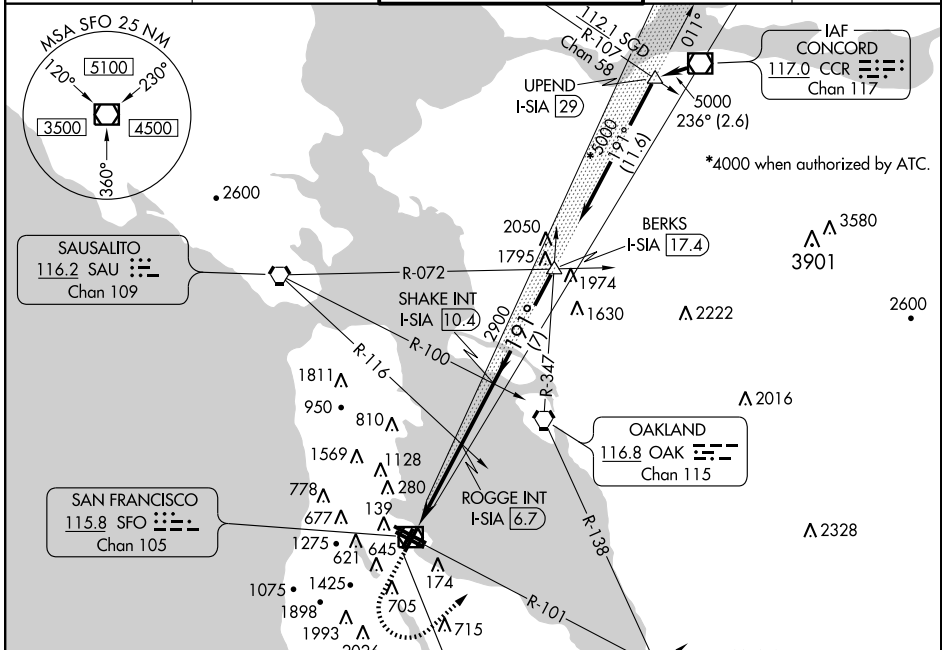 MSA SFO 25 NM
120°
5100
230°
3500
4500
360°
112.1 SGD
R-107
Chan 58
011°
IAF
CONCORD
117.0 CCR
Chan 117
UPEND
I-SIA 29
5000
236° (2.6)
*5000
191°
(11.6)
*4000 when authorized by ATC.
2600
2050
1795
BERKS
I-SIA 17.4
3580
3901
SAUSALITO
116.2 SAU
Chan 109
R-072
1974
1630
2222
2600
SHAKE INT
I-SIA 10.4
2900
191°
(7)
R-100
R-116
R-347
1811
950
810
2016
OAKLAND
116.8 OAK
Chan 115
1569
1128
280
778
ROGGE INT
I-SIA 6.7
SAN FRANCISCO
115.8 SFO
Chan 105
677
139
1275
621
645
174
R-138
2328
1075
1425
705
R-101
1898
1993
715